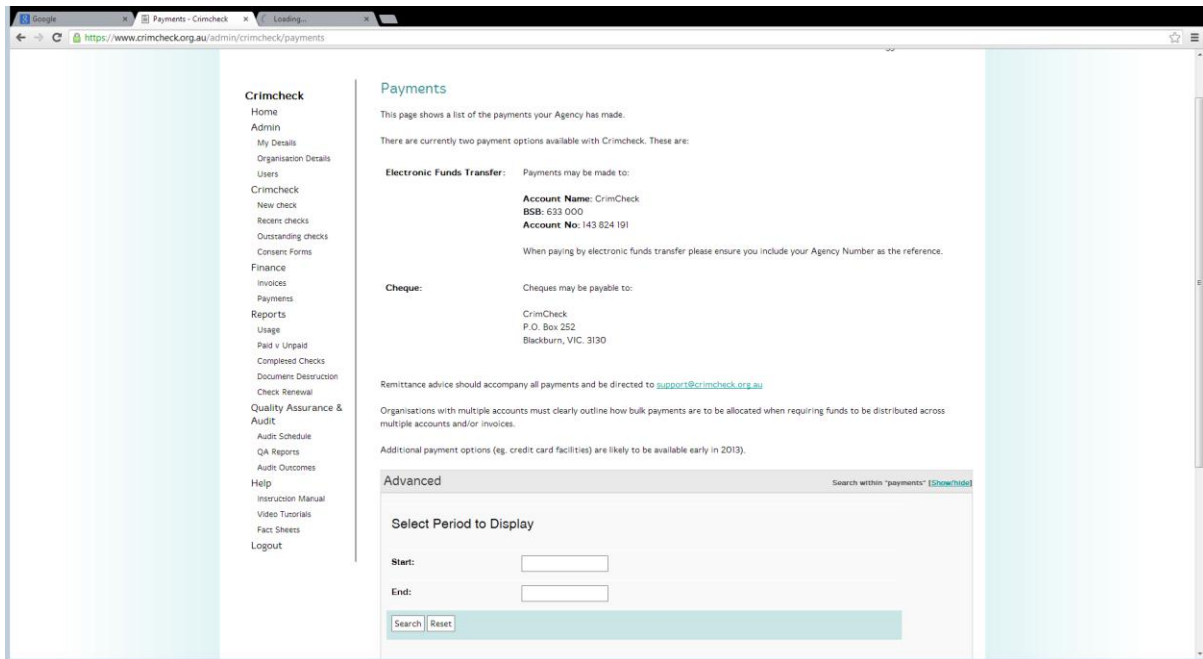 Google
Payments - Crimcheck
Loading...
https://www.crimcheck.org.au/admin/crimcheck/payments
Crimcheck
Home
Admin
My Details
Organisation Details
Users
Crimcheck
New check
Recent checks
Outstanding checks
Consent Forms
Finance
Invoices
Payments
Reports
Usage
Paid v Unpaid
Completed Checks
Document Destruction
Check Renewal
Quality Assurance &
Audit
Audit Schedule
QA Reports
Audit Outcomes
Help
Instruction Manual
Video Tutorials
Fact Sheets
Logout
Payments
This page shows a list of the payments your Agency has made.
There are currently two payment options available with Crimcheck. These are:
Electronic Funds Transfer: Payments may be made to:
Account Name: CrimCheck
BSB: 633 000
Account No: 143 824 191
When paying by electronic funds transfer please ensure you include your Agency Number as the reference.
Cheque: Cheques may be payable to:
CrimCheck
P.O. Box 252
Blackburn, VIC. 3130
Remittance advice should accompany all payments and be directed to support@crimcheck.org.au
Organisations with multiple accounts must clearly outline how bulk payments are to be allocated when requiring funds to be distributed across
multiple accounts and/or invoices.
Additional payment options (eg. credit card facilities) are likely to be available early in 2013).
Advanced Search within "payments" [Show/hide]
Select Period to Display
Start:
End:
Search Reset